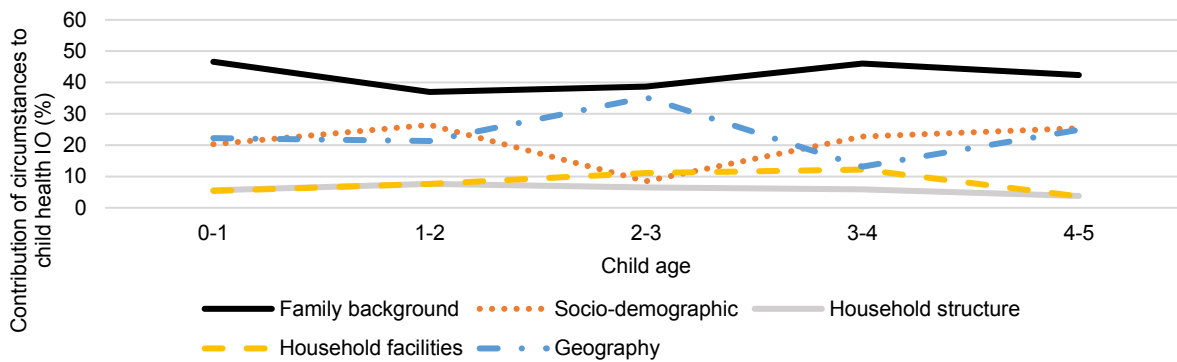 Contribution of circumstances to
child health IO (%)
60
50
40
30
20
10
0
0-1 1-2 2-3 3-4 4-5
Child age
Family background Socio-demographic Household structure
Household facilities Geography